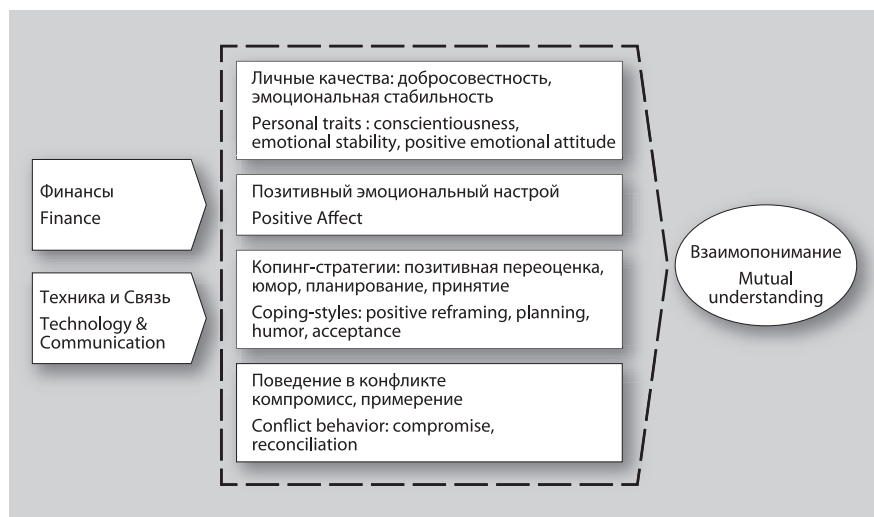 Финансы
Finance
Техника и Связь
Technology &
Communication
Личные качества: добросовестность,
эмоциональная стабильность
Personal traits : conscientiousness,
emotional stability, positive emotional attitude
Позитивный эмоциональный настрой
Positive Affect
Копинг-стратегии: позитивная переоценка,
юмор, планирование, принятие
Coping-styles: positive reframing, planning,
humor, acceptance
Поведение в конфликте
компромисс, примерение
Conflict behavior: compromise,
reconciliation
Взаимопонимание
Mutual
understanding